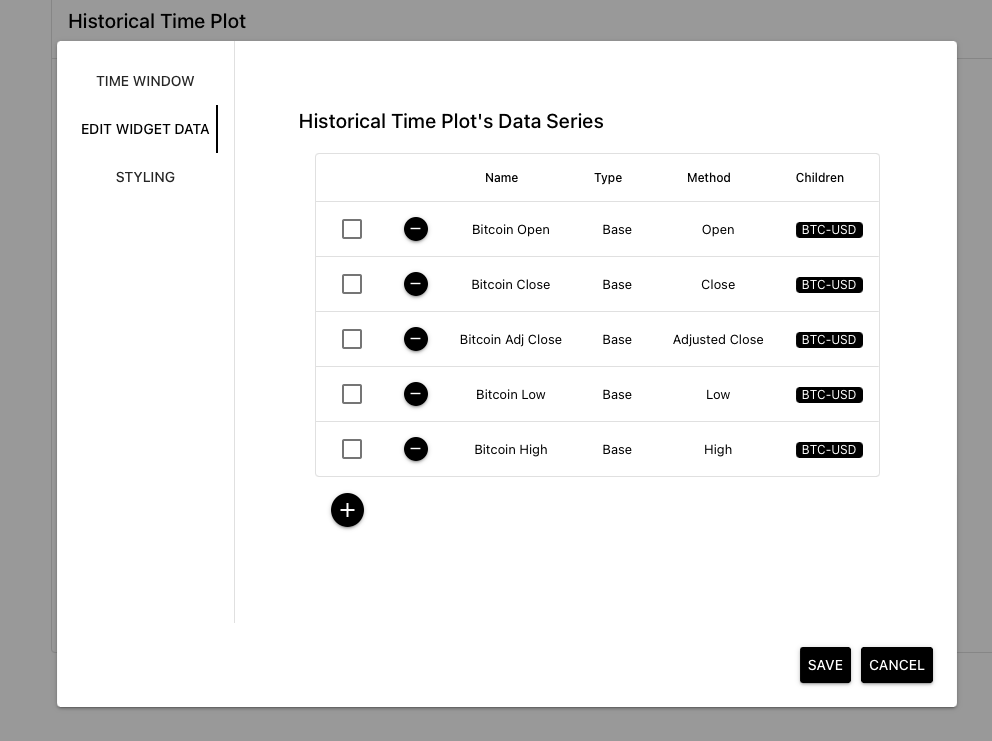 Historical Time Plot
TIME WINDOW
EDIT WIDGET DATA
STYLING
Historical Time Plot's Data Series
Name Type Method Children
Bitcoin Open Base Open BTC-USD
Bitcoin Close Base Close BTC-USD
Bitcoin Adj Close Base Adjusted Close BTC-USD
Bitcoin Low Base Low BTC-USD
Bitcoin High Base High BTC-USD
SAVE CANCEL